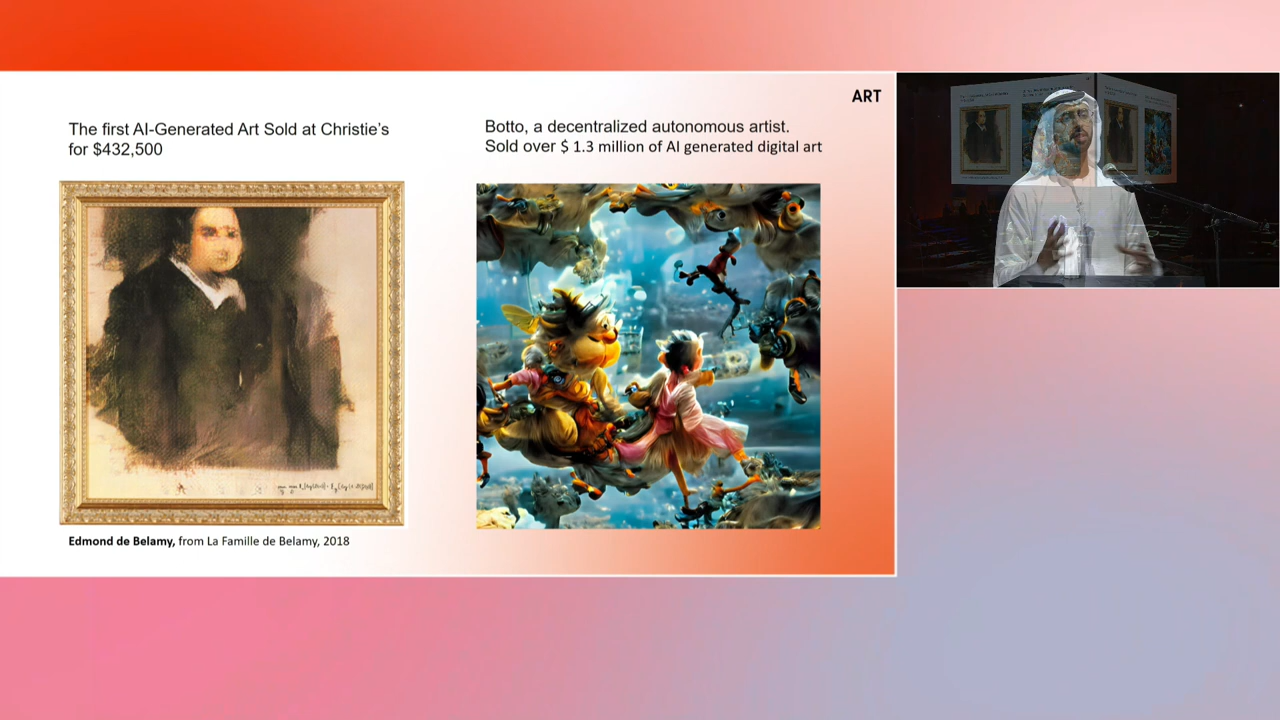 ART
The first AI-Generated Art Sold at Christie's
for $432,500
Botto, a decentralized autonomous artist.
Sold over $ 1.3 million of AI generated digital art
Edmond de Belamy, from La Famille de Belamy, 2018